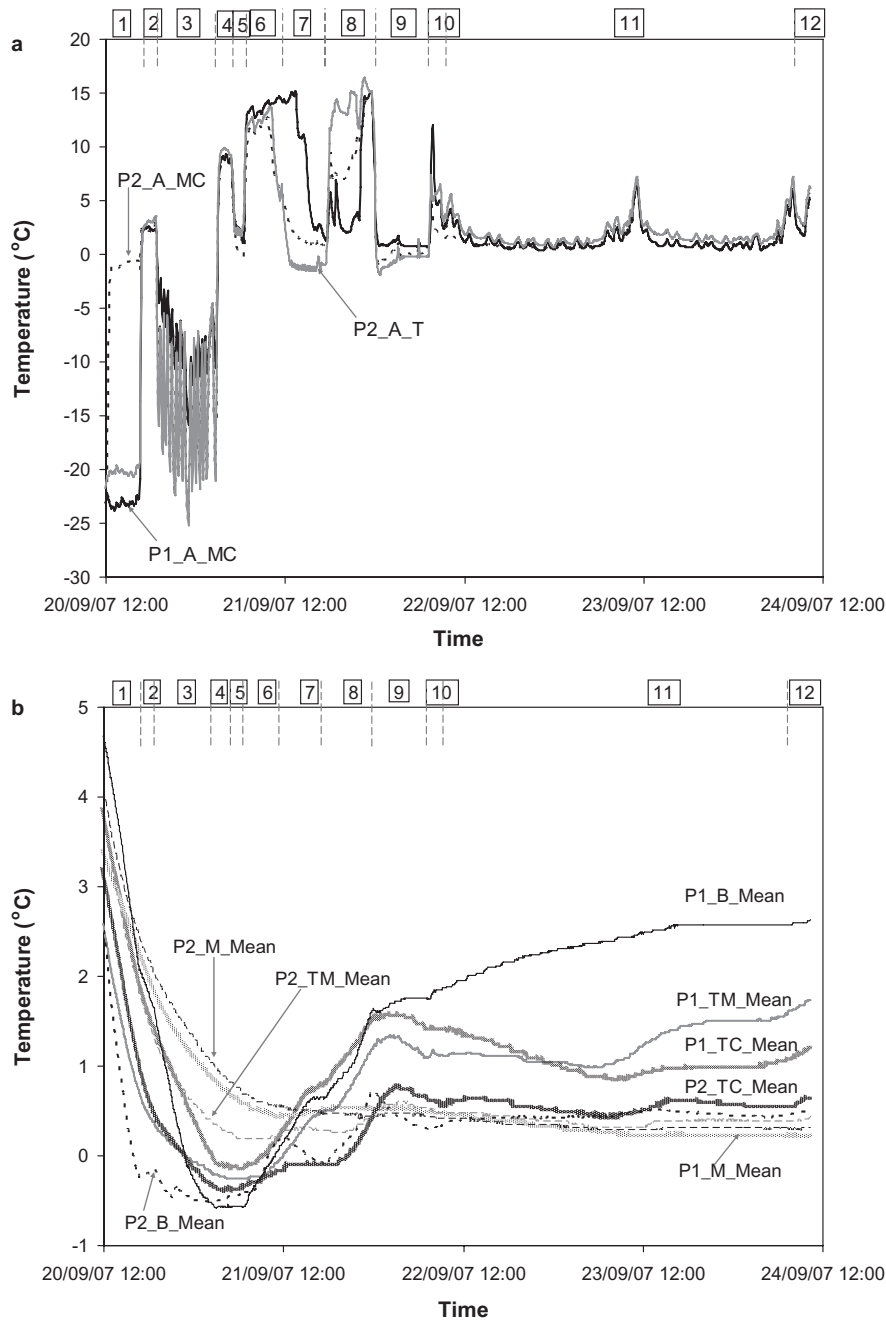 a
1 2 3 4 5 6 7 8 9 10 11 12
20
15
10
5
0
-5
-10
-15
-20
-25
-30
Temperature (°C)
P2_A_MC
P2_A_T
P1_A_MC
20/09/07 12:00 21/09/07 12:00 22/09/07 12:00 23/09/07 12:00 24/09/07 12:00
Time
b
1 2 3 4 5 6 7 8 9 10 11 12
5
4
3
2
1
0
-1
Temperature (°C)
P1_B_Mean
P2_M_Mean
P2_TM_Mean
P1_TM_Mean
P1_TC_Mean
P2_TC_Mean
P1_M_Mean
P2_B_Mean
20/09/07 12:00 21/09/07 12:00 22/09/07 12:00 23/09/07 12:00 24/09/07 12:00
Time